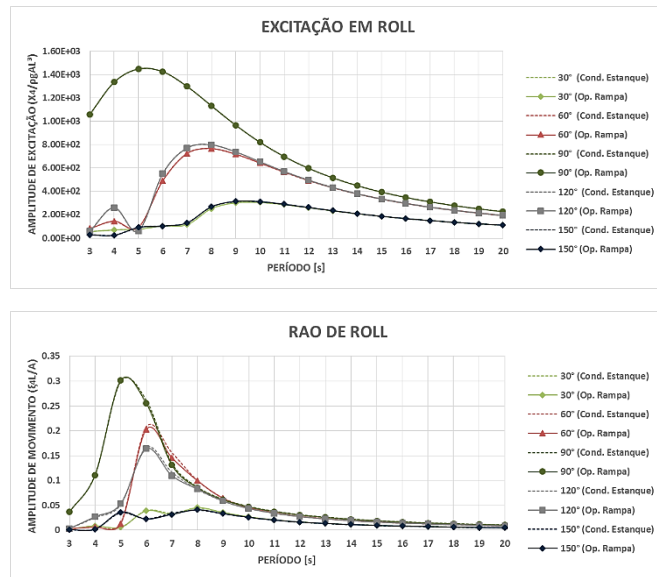 EXCITAÇÃO EM ROLL
AMPLITUDE DE EXCITAÇÃO (X₄/ρgAL³)
1.60E+03
1.40E+03
1.20E+03
1.00E+03
8.00E+02
6.00E+02
4.00E+02
2.00E+02
0.00E+00
3 4 5 6 7 8 9 10 11 12 13 14 15 16 17 18 19 20
PERÍODO [s]
30° (Cond. Estanque)
30° (Op. Rampa)
60° (Cond. Estanque)
60° (Op. Rampa)
90° (Cond. Estanque)
90° (Op. Rampa)
120° (Cond. Estanque)
120° (Op. Rampa)
150° (Cond. Estanque)
150° (Op. Rampa)
RAO DE ROLL
AMPLITUDE DE MOVIMENTO (ξ₄L/A)
0.35
0.3
0.25
0.2
0.15
0.1
0.05
0
3 4 5 6 7 8 9 10 11 12 13 14 15 16 17 18 19 20
PERÍODO [s]
30° (Cond. Estanque)
30° (Op. Rampa)
60° (Cond. Estanque)
60° (Op. Rampa)
90° (Cond. Estanque)
90° (Op. Rampa)
120° (Cond. Estanque)
120° (Op. Rampa)
150° (Cond. Estanque)
150° (Op. Rampa)